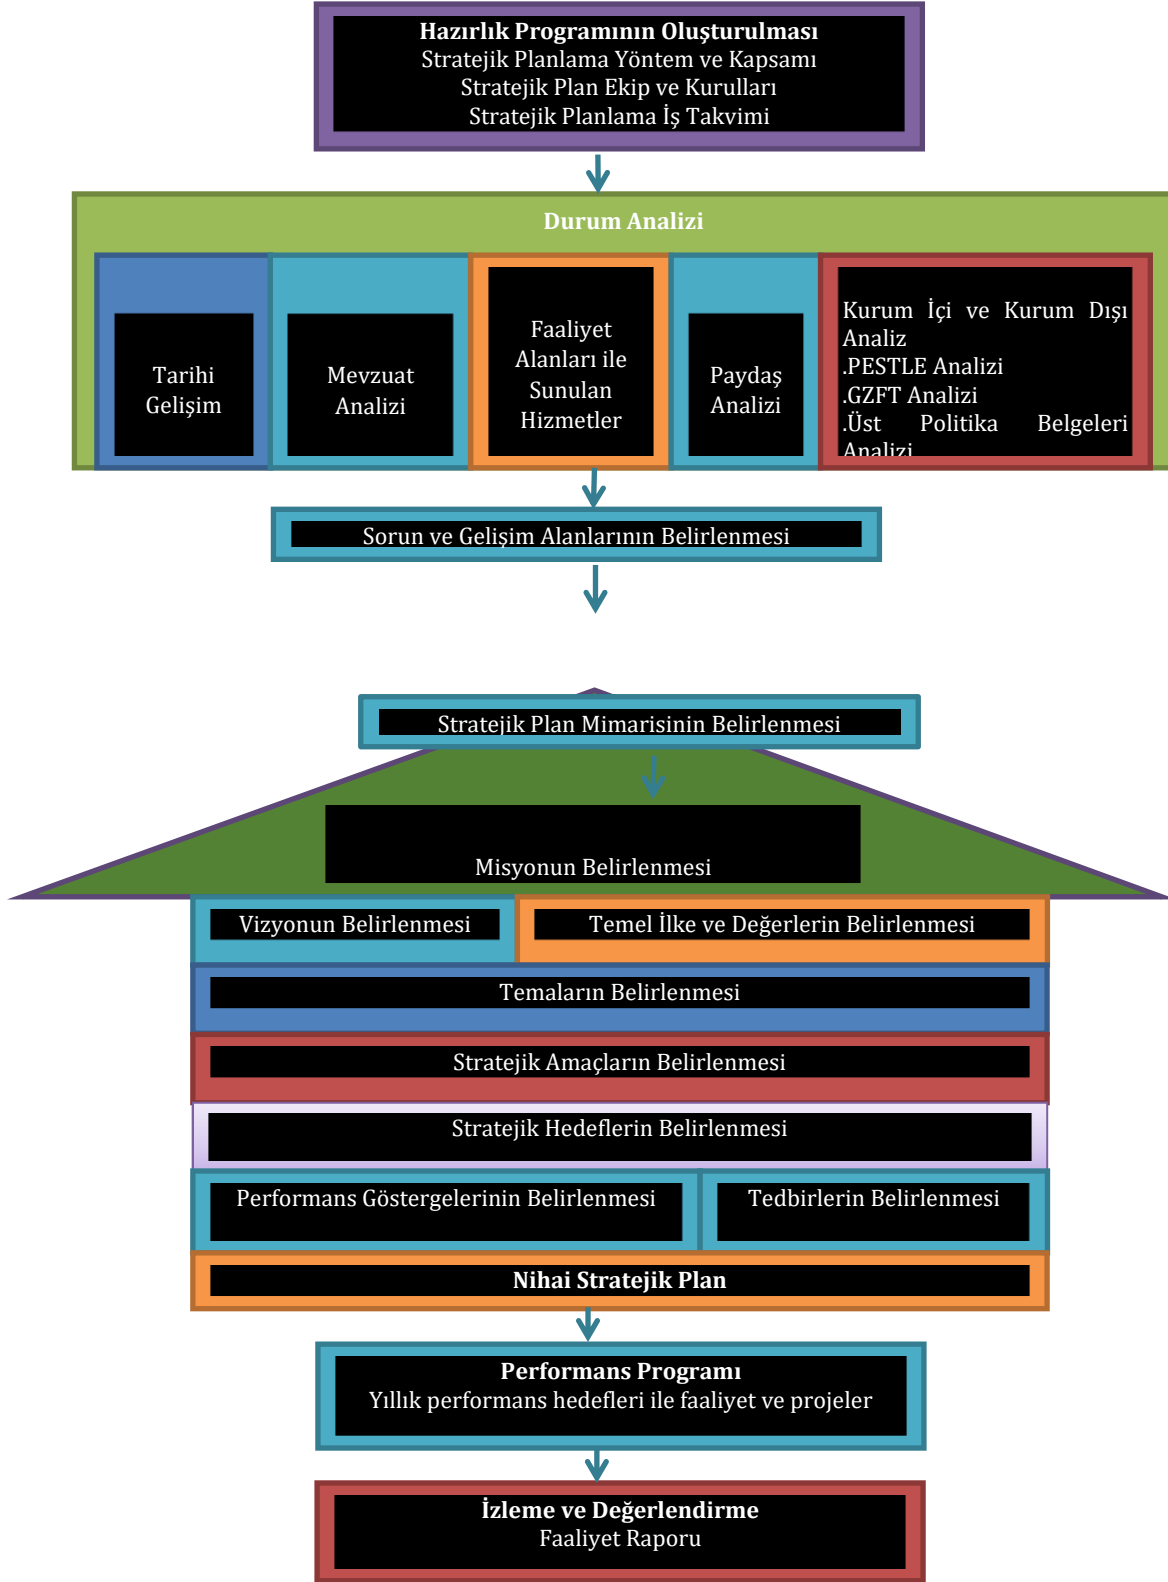 Hazırlık Programının Oluşturulması
Stratejik Planlama Yöntem ve Kapsamı
Stratejik Plan Ekip ve Kurulları
Stratejik Planlama İş Takvimi
Durum Analizi
Tarihi
Gelişim
Mevzuat
Analizi
Faaliyet
Alanları ile
Sunulan
Hizmetler
Paydaş
Analizi
Kurum İçi ve Kurum Dışı
Analiz
.PESTLE Analizi
.GZFT Analizi
.Üst Politika Belgeleri
Analizi
Sorun ve Gelişim Alanlarının Belirlenmesi
Stratejik Plan Mimarisinin Belirlenmesi
Misyonun Belirlenmesi
Vizyonun Belirlenmesi
Temel İlke ve Değerlerin Belirlenmesi
Temaların Belirlenmesi
Stratejik Amaçların Belirlenmesi
Stratejik Hedeflerin Belirlenmesi
Performans Göstergelerinin Belirlenmesi
Tedbirlerin Belirlenmesi
Nihai Stratejik Plan
Performans Programı
Yıllık performans hedefleri ile faaliyet ve projeler
İzleme ve Değerlendirme
Faaliyet Raporu